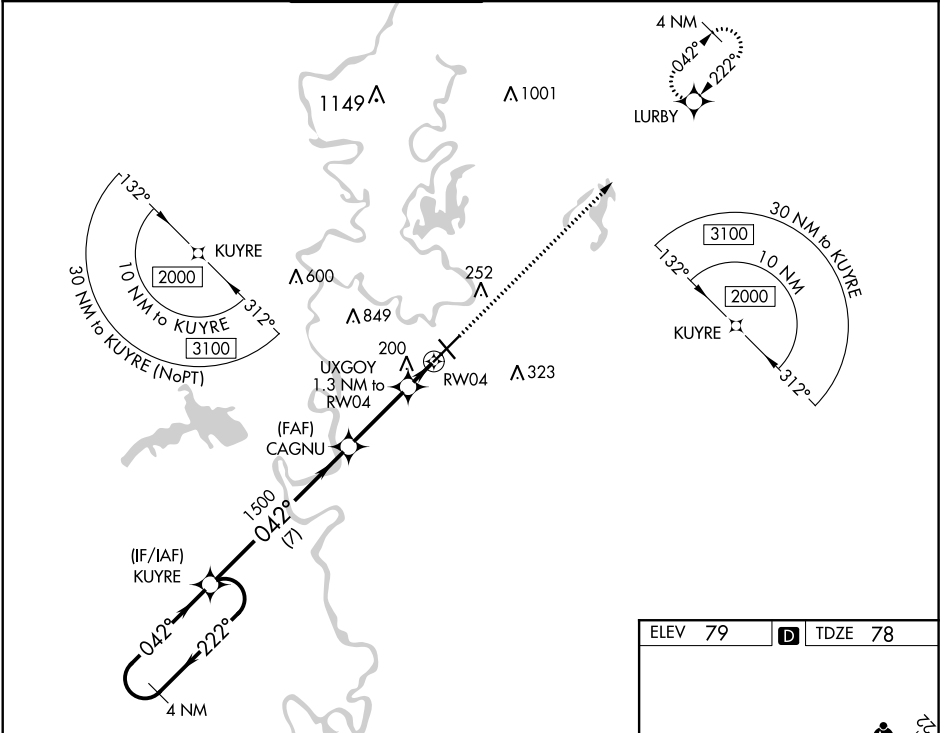 4 NM
042°
222°
LURBY
1149
1001
132°
KUYRE
2000
10 NM to KUYRE
312°
3100
30 NM to KUYRE (NoPT)
30 NM to KUYRE
3100
132°
10 NM
2000
KUYRE
312°
600
252
849
200
UXGOY
1.3 NM to
RW04
RW04
323
(FAF)
CAGNU
1500
042°
(7)
(IF/IAF)
KUYRE
042°
222°
4 NM
ELEV 79
D
TDZE 78